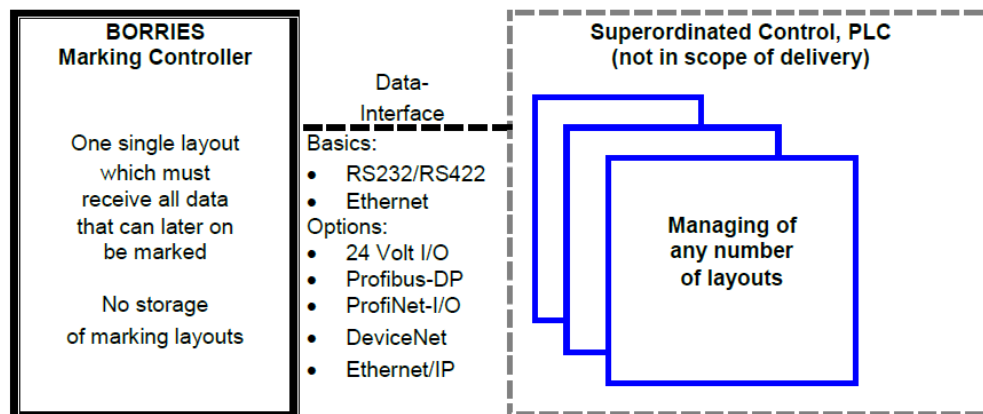 BORRIES
Marking Controller
One single layout
which must
receive all data
that can later on
be marked
No storage
of marking layouts
Data-
Interface
Basics:
• RS232/RS422
• Ethernet
Options:
• 24 Volt I/O
• Profibus-DP
• ProfiNet-I/O
• DeviceNet
• Ethernet/IP
Superordinated Control, PLC
(not in scope of delivery)
Managing of
any number
of layouts